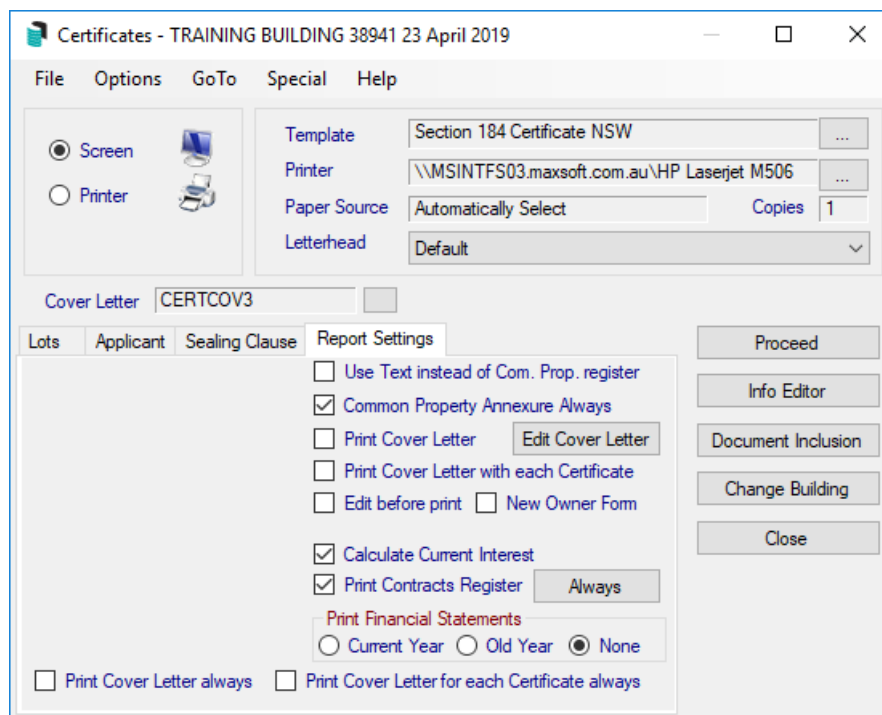 Certificates - TRAINING BUILDING 38941 23 April 2019
File Options GoTo Special Help
Screen
Printer
Template Section 184 Certificate NSW ...
Printer \\MSINTFS03.maxsoft.com.au\HP Laserjet M506 ...
Paper Source Automatically Select Copies 1
Letterhead Default
Cover Letter CERTCOV3
Lots Applicant Sealing Clause Report Settings
Use Text instead of Com. Prop. register
Common Property Annexure Always
Print Cover Letter Edit Cover Letter
Print Cover Letter with each Certificate
Edit before print New Owner Form
Calculate Current Interest
Print Contracts Register Always
Print Financial Statements
Current Year Old Year None
Print Cover Letter always Print Cover Letter for each Certificate always
Proceed
Info Editor
Document Inclusion
Change Building
Close